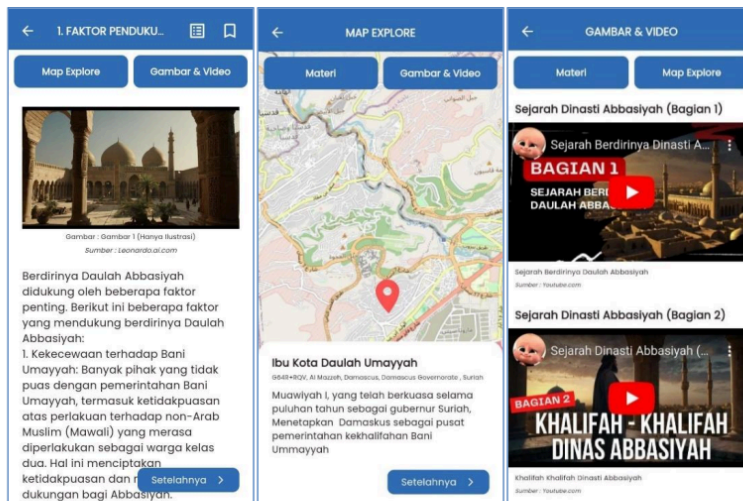 1. FAKTOR PENDUKU...
Map Explore
Gambar & Video
Gambar : Gambar 1 (Hanya Ilustrasi)
Sumber : Leonardo.ai.com
Berdirinya Daulah Abbasiyah
didukung oleh beberapa faktor
penting. Berikut ini beberapa faktor
yang mendukung berdirinya Daulah
Abbasiyah:
1. Kekecewaan terhadap Bani
Umayyah: Banyak pihak yang tidak
puas dengan pemerintahan Bani
Umayyah, termasuk ketidakpuasan
atas perlakuan terhadap non-Arab
Muslim (Mawali) yang merasa
diperlakukan sebagai warga kelas
dua. Hal ini menciptakan
ketidakpuasan dan
dukungan bagi Abbasiyah.
Setelahnya
MAP EXPLORE
Materi
Gambar & Video
Ibu Kota Daulah Umayyah
Al Mazzeh, Damascus, Damascus Governorate , Suriah
Muawiyah I, yang telah berkuasa selama
puluhan tahun sebagai gubernur Suriah,
Menetapkan Damaskus sebagai pusat
pemerintahan kekhalifahan Bani
Ummayyah
Setelahnya
GAMBAR & VIDEO
Materi
Map Explore
Sejarah Dinasti Abbasiyah (Bagian 1)
Sejarah Berdirinya Dinasti A...
BAGIAN 1
SEJARAH BERDI
DAULAH ABBAS
Sejarah Berdirinya Daulah Abbasiyah
Sumber : Youtube.com
Sejarah Dinasti Abbasiyah (Bagian 2)
Sejarah Dinasti Abbasiyah (...
BAGIAN 2
KHALIFAH - KHALIFAH
DINAS ABBASIYAH
Khalifah Khalifah Dinasti Abbasiyah
Sumber : Youtube.com